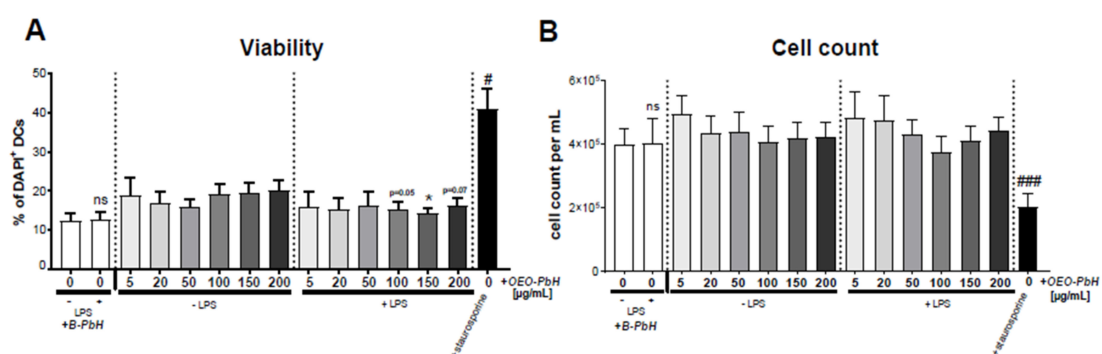 A
Viability
% of DAPI⁺ DCs
50
40
30
20
10
0
ns
p=0.05
*
p=0.07
#
0 0 5 20 50 100 150 200 5 20 50 100 150 200 0
+OEO-PbH
[µg/mL]
- +
LPS
+B-PbH
- LPS
+ LPS
+staurosporine
B
Cell count
cell count per mL
6×10⁵
4×10⁵
2×10⁵
0
ns
###
0 0 5 20 50 100 150 200 5 20 50 100 150 200 0
+OEO-PbH
[µg/mL]
- +
LPS
+B-PbH
- LPS
+ LPS
+staurosporine